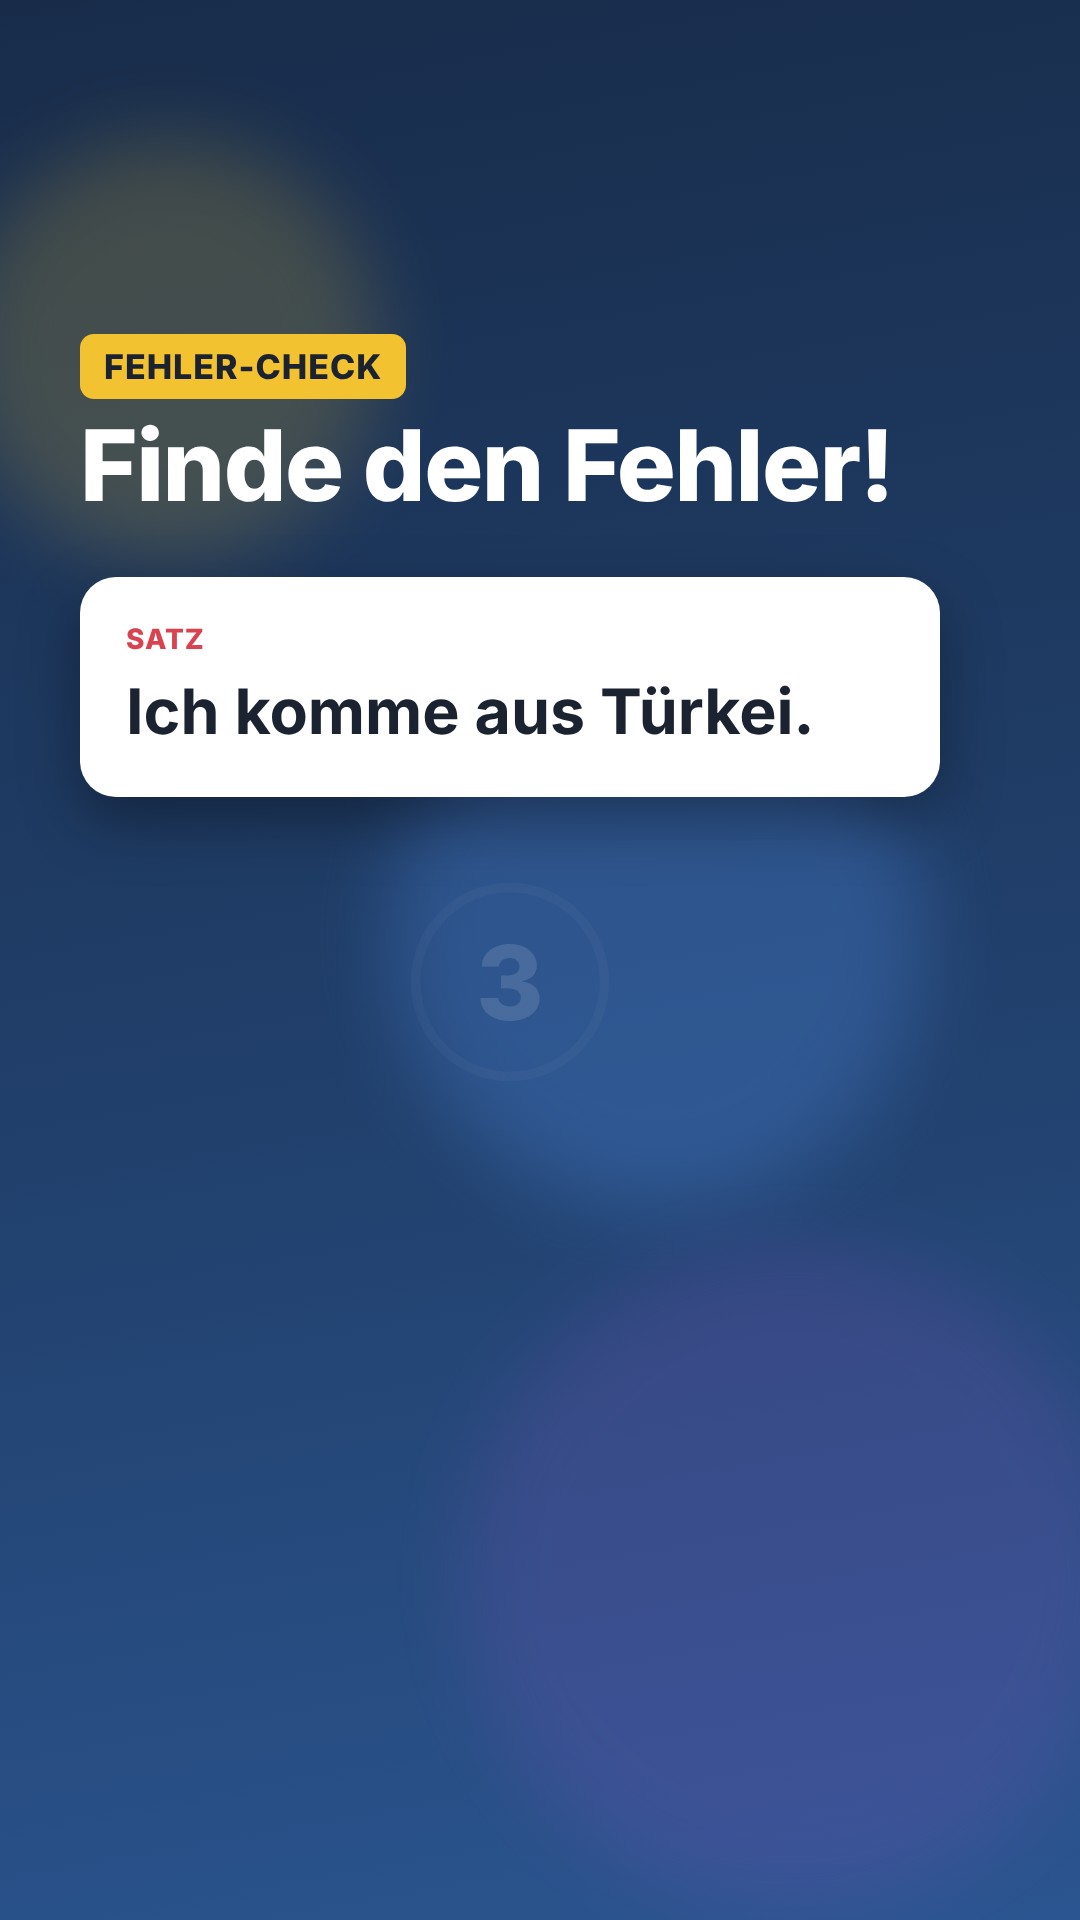 FEHLER-CHECK
Finde den Fehler!
SATZ
Ich komme aus Türkei.
3